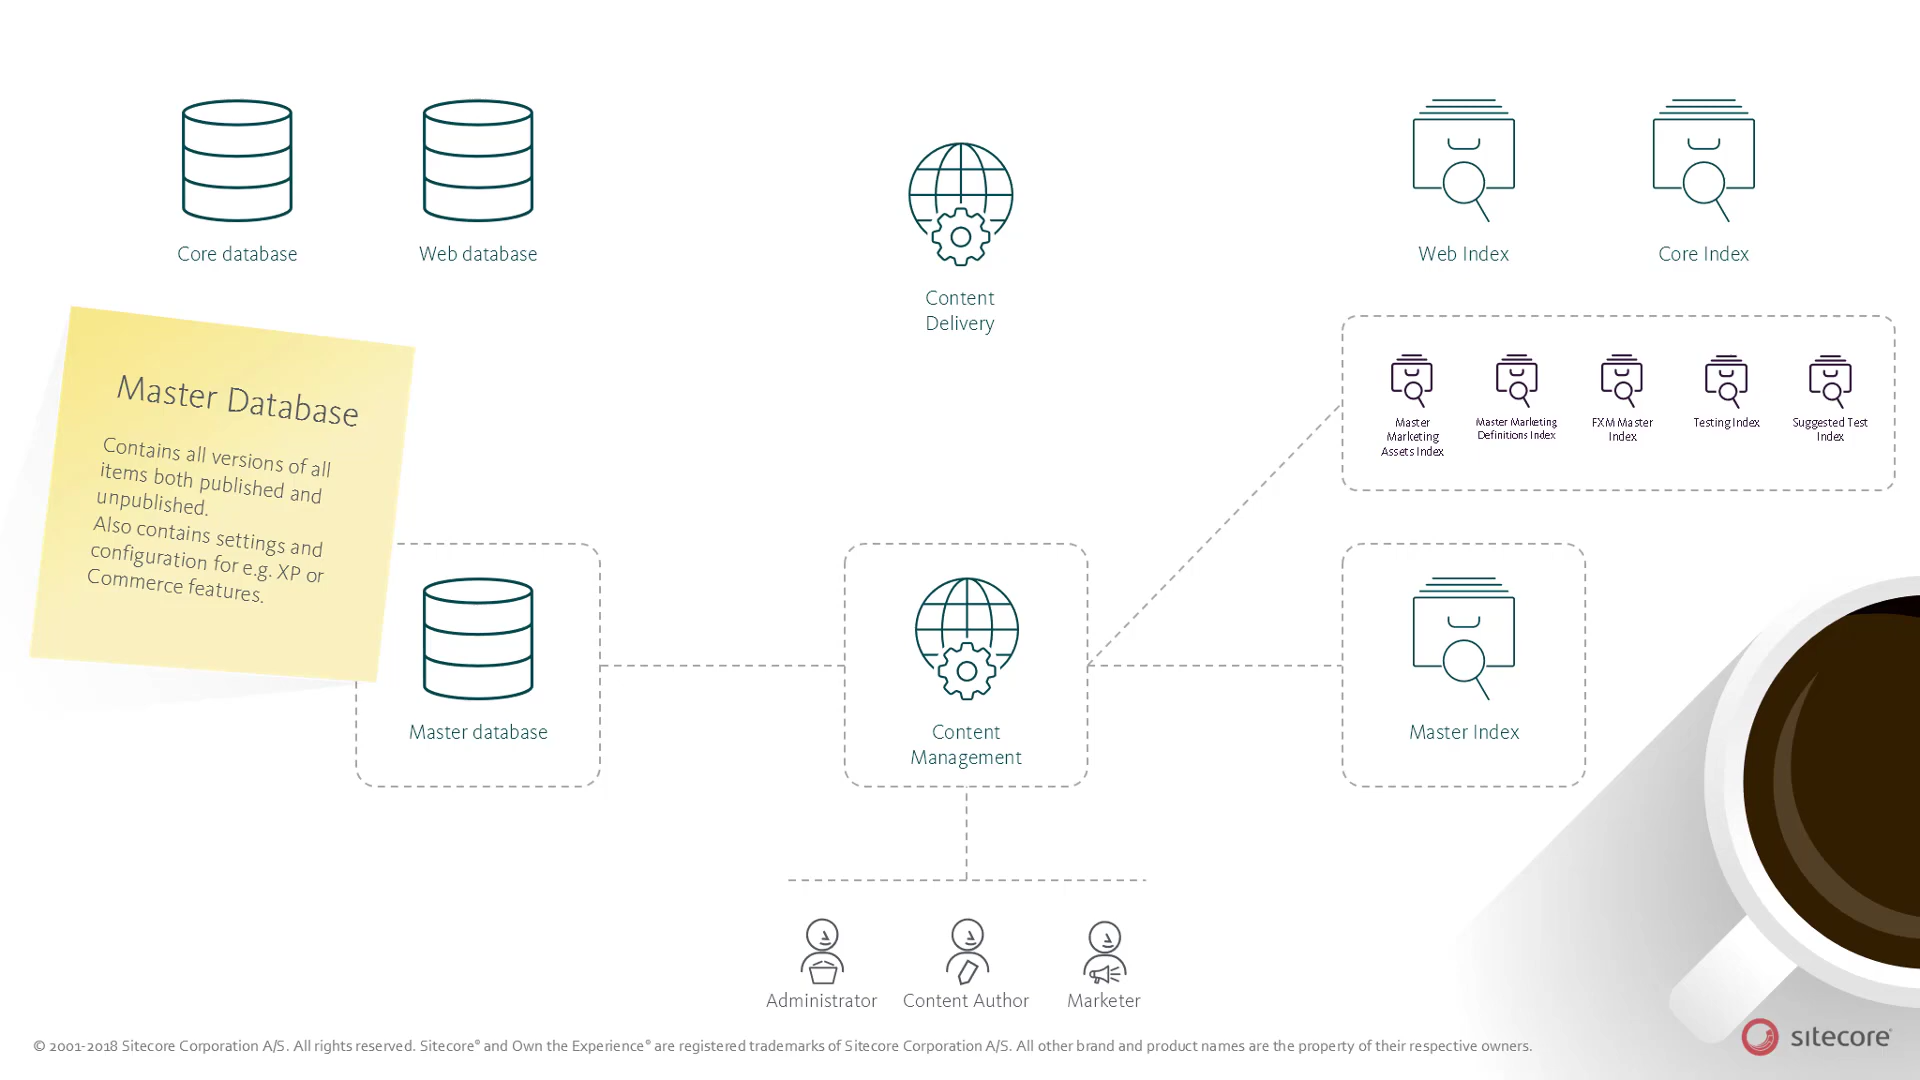 Core database
Web database
Content
Delivery
Web Index
Core Index
Master Database
Contains all versions of all
items both published and
unpublished.
Also contains settings and
configuration for e.g. XP or
Commerce features.
Master
Marketing
Assets Index
Master Marketing
Definitions Index
FXM Master
Index
Testing Index
Suggested Test
Index
Master database
Content
Management
Master Index
Administrator
Content Author
Marketer
© 2001-2018 Sitecore Corporation A/S. All rights reserved. Sitecore® and Own the Experience® are registered trademarks of Sitecore Corporation A/S. All other brand and product names are the property of their respective owners.
sitecore®